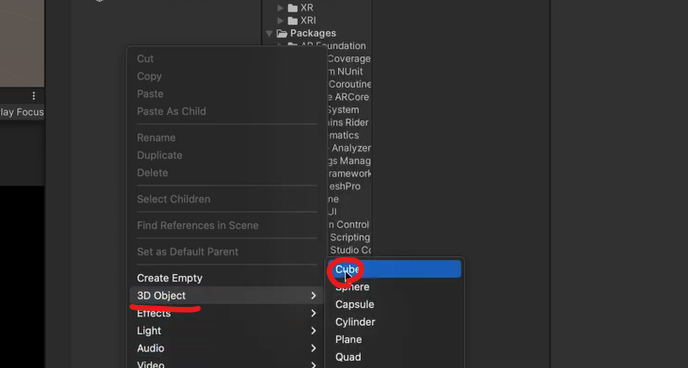 XR
XRI
Packages
AR Foundation
Coverage
m NUnit
Coroutine
e ARCore
System
ins Rider
matics
Analyzer
gs Manag
ramework
eshPro
ne
UI
n Control
Scripting
Studio Co
lay Focus
Cut
Copy
Paste
Paste As Child
Rename
Duplicate
Delete
Select Children
Find References in Scene
Set as Default Parent
Create Empty
3D Object
Effects
Light
Audio
Video
Cube
Sphere
Capsule
Cylinder
Plane
Quad